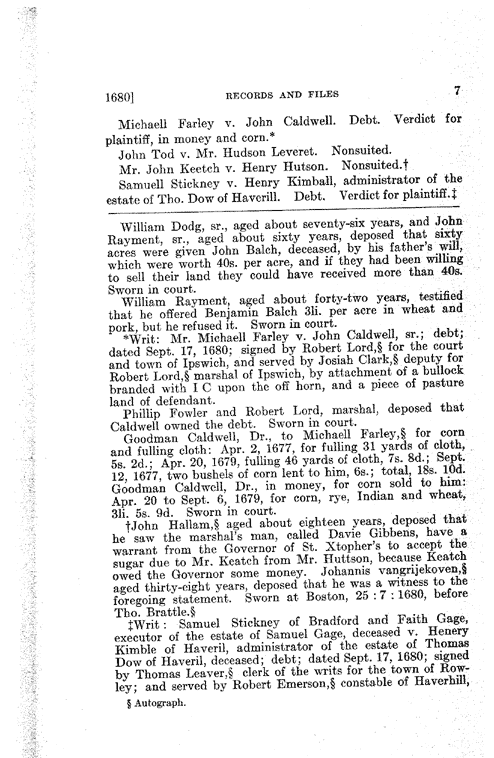 1680] RECORDS AND FILES 7
Michaell Farley v. John Caldwell. Debt. Verdict for
plaintiff, in money and corn.*
John Tod v. Mr. Hudson Leveret. Nonsuited.
Mr. John Keetch v. Henry Hutson. Nonsuited.†
Samuell Stickney v. Henry Kimball, administrator of the
estate of Tho. Dow of Haverill. Debt. Verdict for plaintiff.‡
William Dodg, sr., aged about seventy-six years, and John
Rayment, sr., aged about sixty years, deposed that sixty
acres were given John Balch, deceased, by his father's will,
which were worth 40s. per acre, and if they had been willing
to sell their land they could have received more than 40s.
Sworn in court.
William Rayment, aged about forty-two years, testified
that he offered Benjamin Balch 3li. per acre in wheat and
pork, but he refused it. Sworn in court.
*Writ: Mr. Michaell Farley v. John Caldwell, sr.; debt;
dated Sept. 17, 1680; signed by Robert Lord,§ for the court
and town of Ipswich, and served by Josiah Clark,§ deputy for
Robert Lord,§ marshal of Ipswich, by attachment of a bullock
branded with I C upon the off horn, and a piece of pasture
land of defendant.
Phillip Fowler and Robert Lord, marshal, deposed that
Caldwell owned the debt. Sworn in court.
Goodman Caldwell, Dr., to Michaell Farley,§ for corn
and fulling cloth: Apr. 2, 1677, for fulling 31 yards of cloth,
5s. 2d.; Apr. 20, 1679, fulling 46 yards of cloth, 7s. 8d.; Sept.
12, 1677, two bushels of corn lent to him, 6s.; total, 18s. 10d.
Goodman Caldwell, Dr., in money, for corn sold to him:
Apr. 20 to Sept. 6, 1679, for corn, rye, Indian and wheat,
3li. 5s. 9d. Sworn in court.
†John Hallam,§ aged about eighteen years, deposed that
he saw the marshal's man, called Davie Gibbens, have a
warrant from the Governor of St. Xtopher's to accept the
sugar due to Mr. Keatch from Mr. Huttson, because Keatch
owed the Governor some money. Johannis vangrijekoven,§
aged thirty-eight years, deposed that he was a witness to the
foregoing statement. Sworn at Boston, 25 : 7 : 1680, before
Tho. Brattle.§
‡Writ: Samuel Stickney of Bradford and Faith Gage,
executor of the estate of Samuel Gage, deceased v. Henery
Kimble of Haveril, administrator of the estate of Thomas
Dow of Haveril, deceased; debt; dated Sept. 17, 1680; signed
by Thomas Leaver,§ clerk of the writs for the town of Row-
ley; and served by Robert Emerson,§ constable of Haverhill,
§ Autograph.